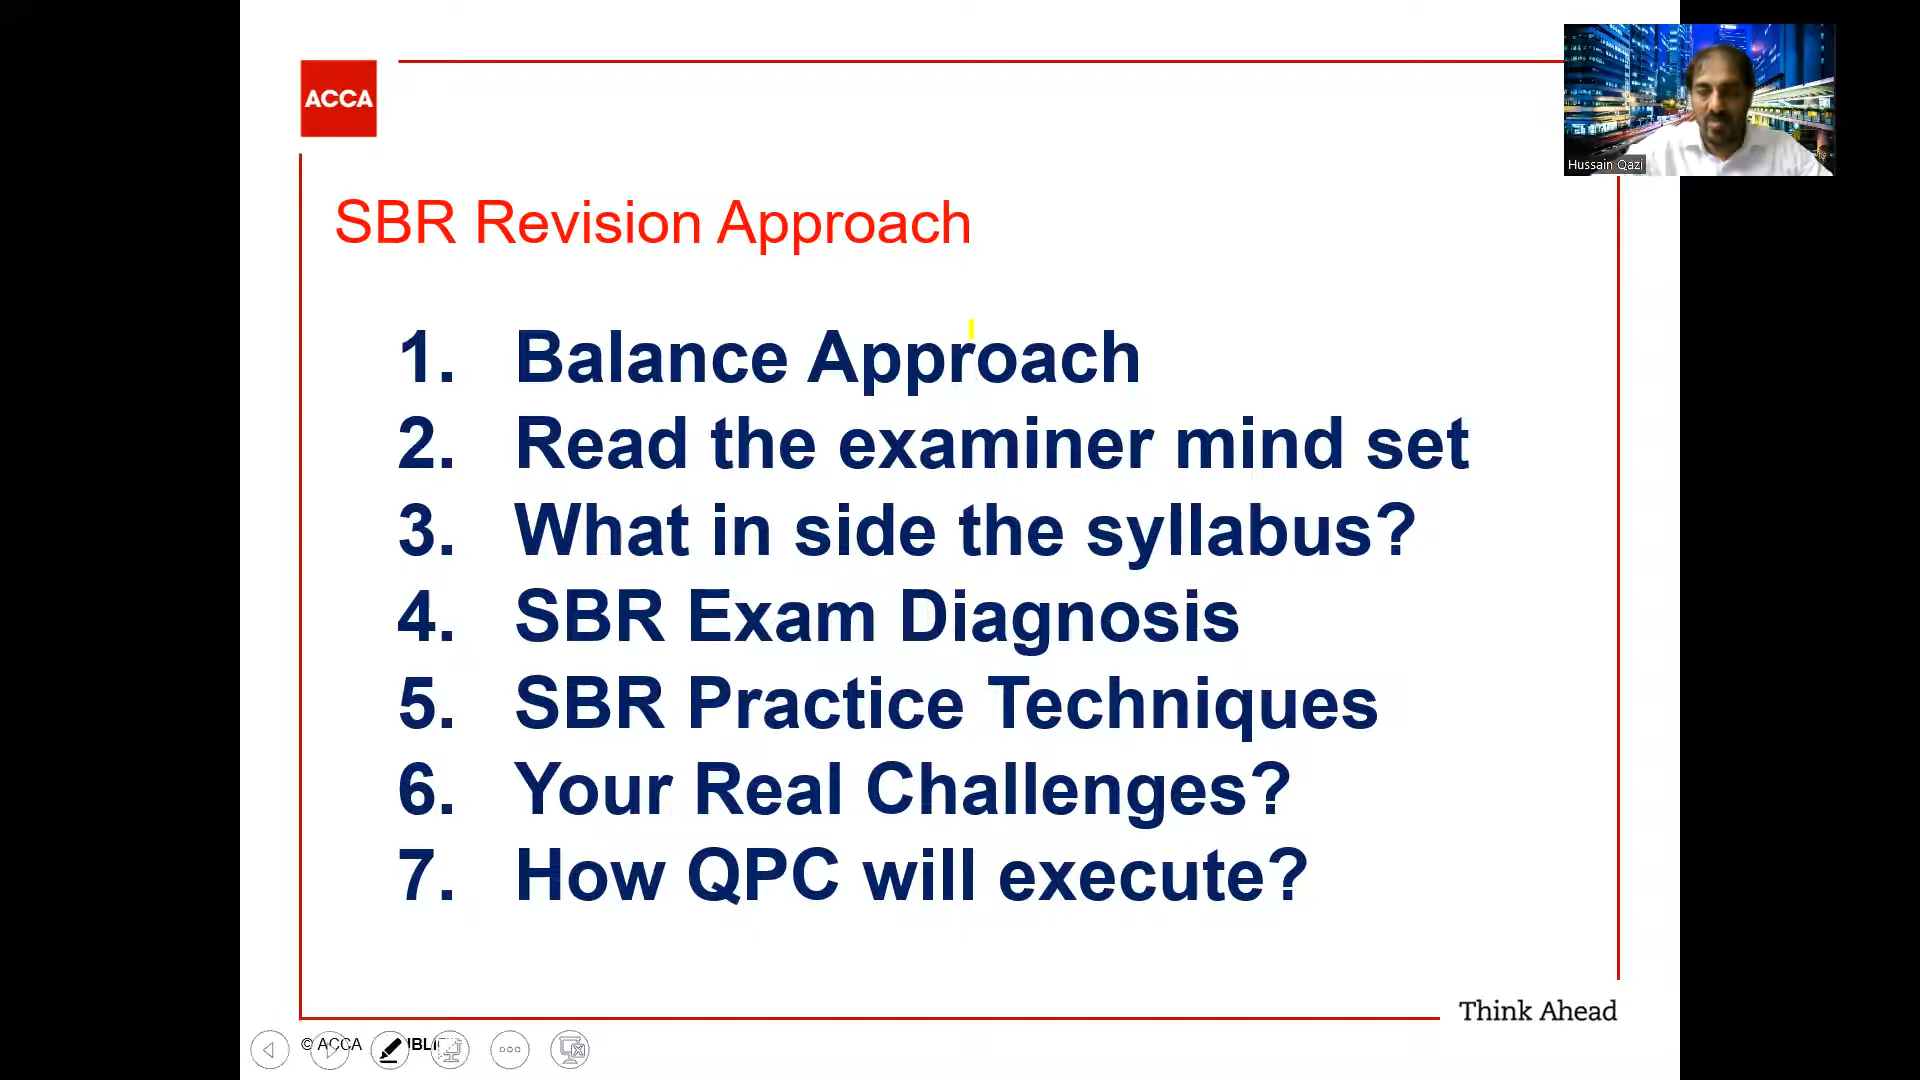 ACCA
Hussain Qazi
SBR Revision Approach
1. Balance Approach
2. Read the examiner mind set
3. What in side the syllabus?
4. SBR Exam Diagnosis
5. SBR Practice Techniques
6. Your Real Challenges?
7. How QPC will execute?
Think Ahead
© ACCA